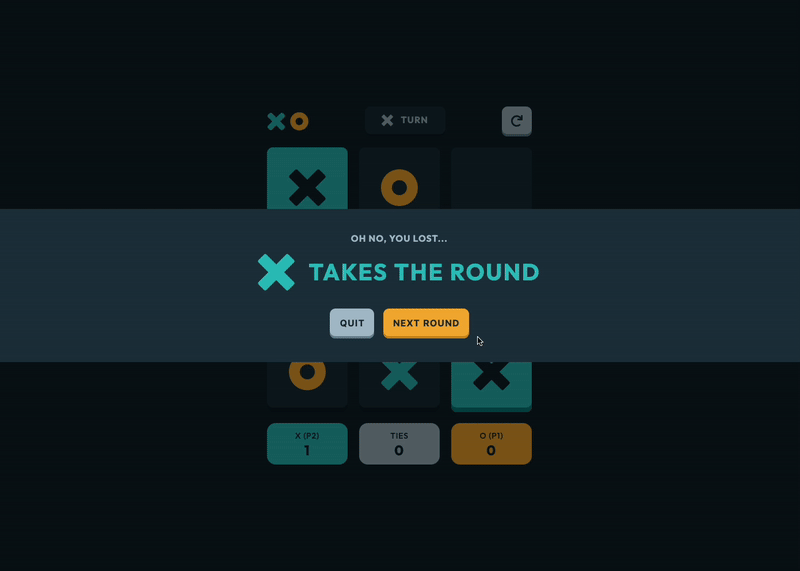 TURN
OH NO, YOU LOST...
TAKES THE ROUND
QUIT
NEXT ROUND
X (P2)
1
TIES
0
O (P1)
0